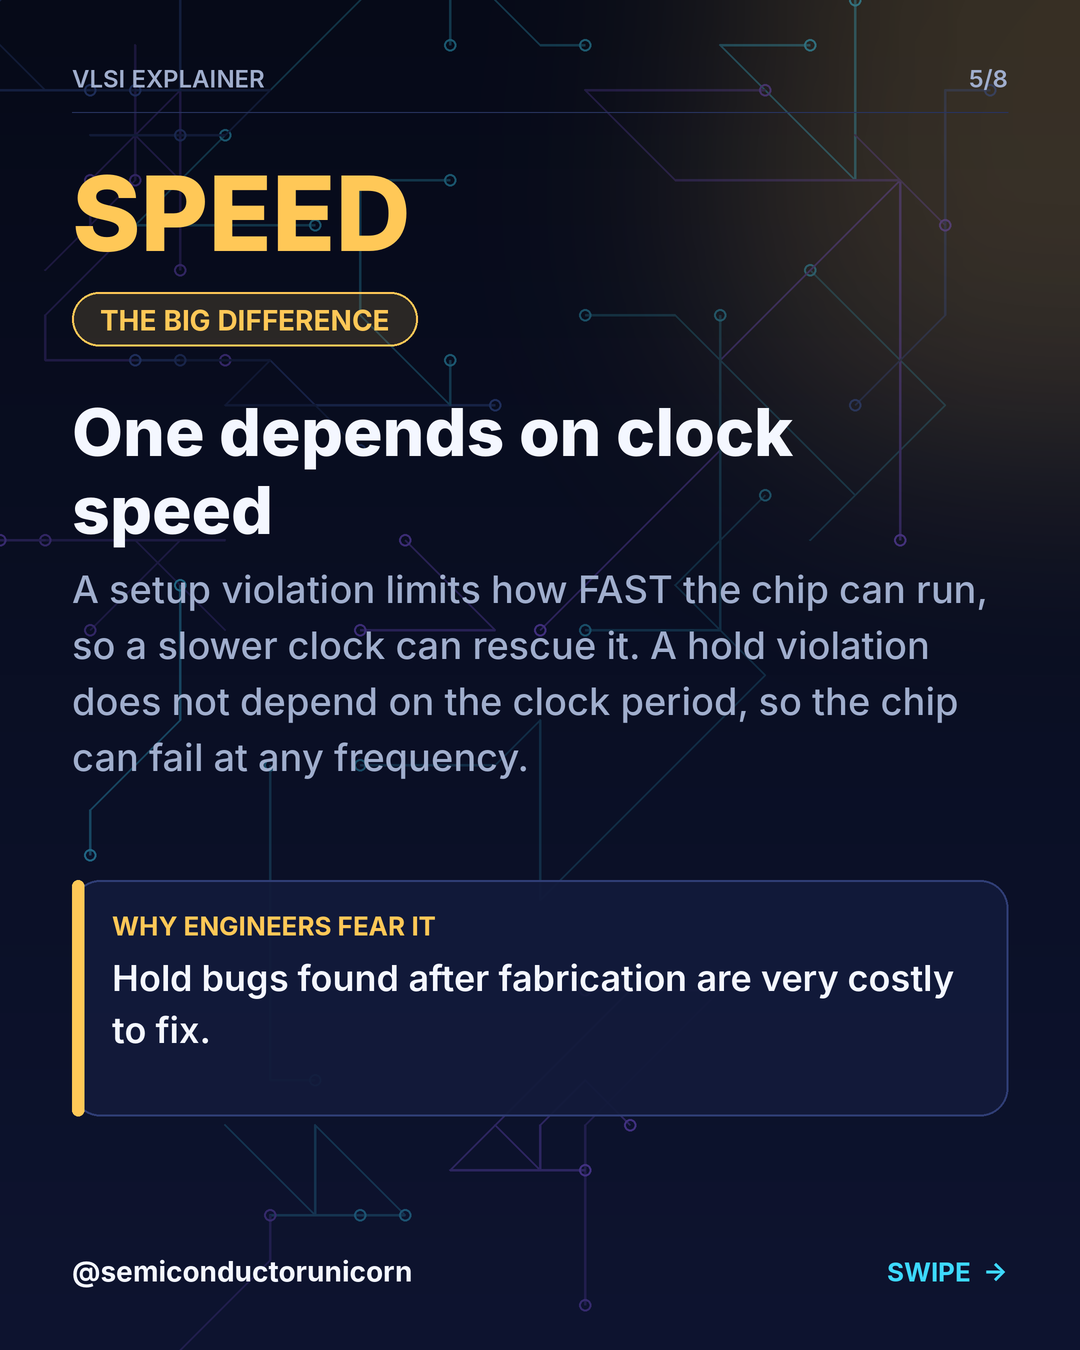 VLSI EXPLAINER
5/8
SPEED
THE BIG DIFFERENCE
One depends on clock
speed
A setup violation limits how FAST the chip can run,
so a slower clock can rescue it. A hold violation
does not depend on the clock period, so the chip
can fail at any frequency.
WHY ENGINEERS FEAR IT
Hold bugs found after fabrication are very costly
to fix.
@semiconductorunicorn
SWIPE →